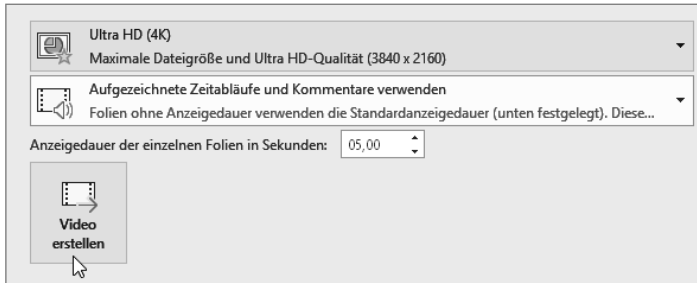 Ultra HD (4K)
Maximale Dateigröße und Ultra HD-Qualität (3840 x 2160)
Aufgezeichnete Zeitabläufe und Kommentare verwenden
Folien ohne Anzeigedauer verwenden die Standardanzeigedauer (unten festgelegt). Diese...
Anzeigedauer der einzelnen Folien in Sekunden: 05,00
Video
erstellen